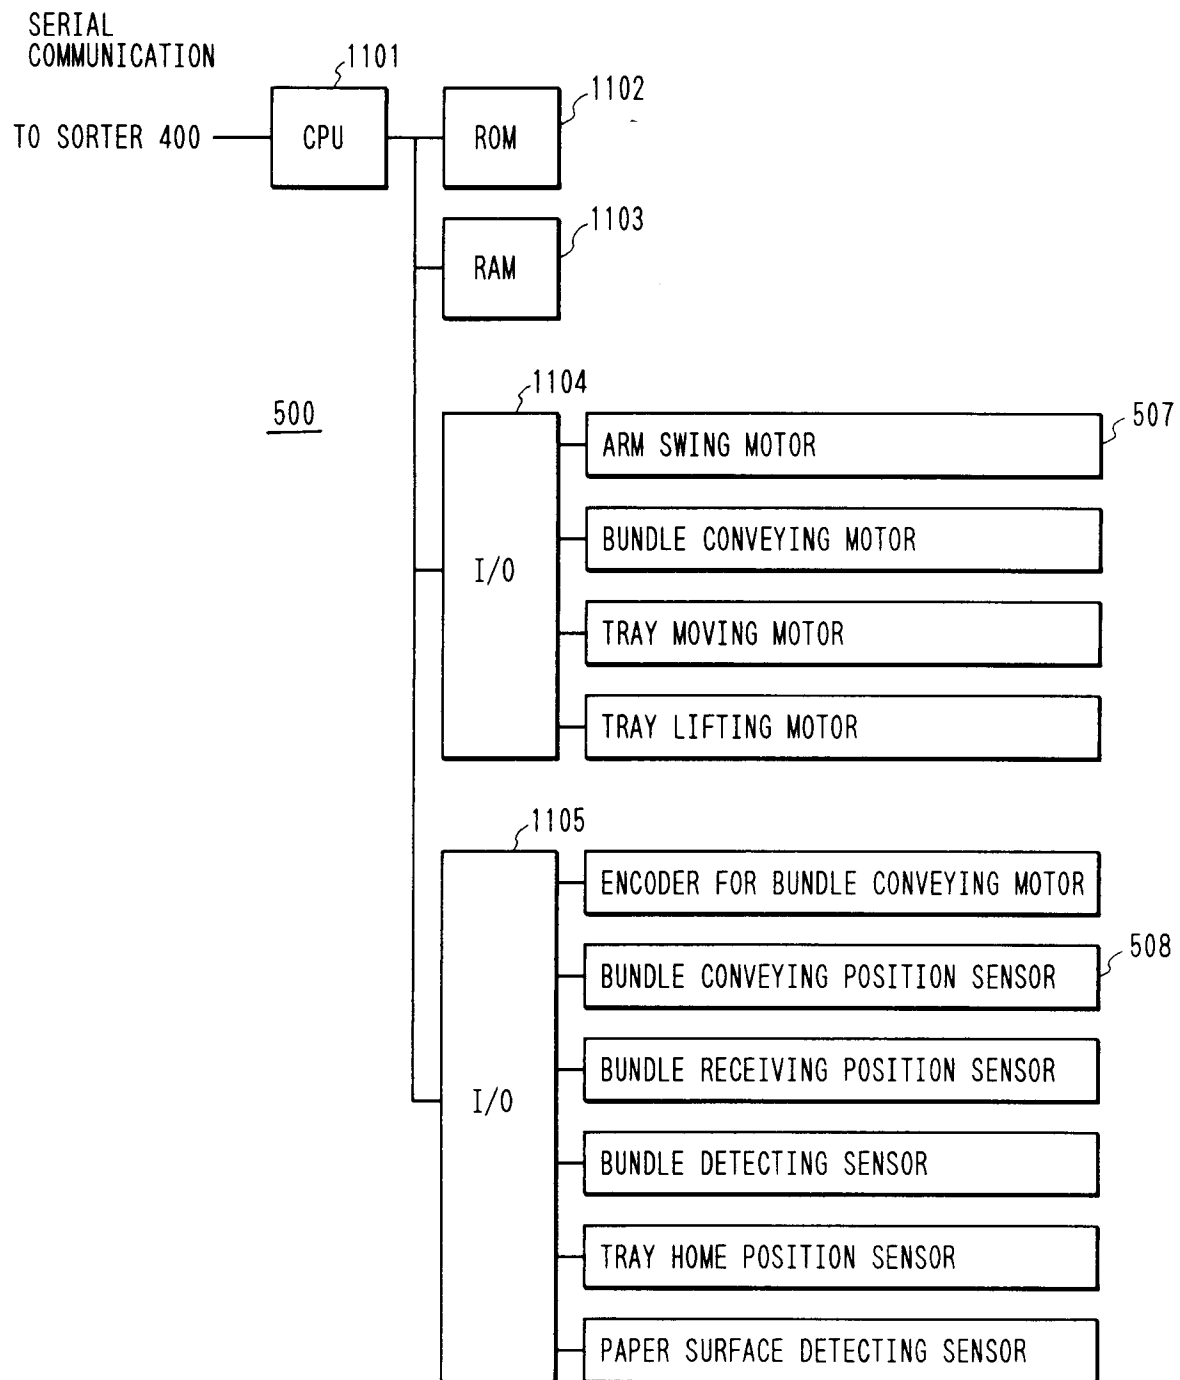 SERIAL
COMMUNICATION
1101
1102
TO SORTER 400
CPU
ROM
1103
RAM
1104
500
I/O
ARM SWING MOTOR
507
BUNDLE CONVEYING MOTOR
TRAY MOVING MOTOR
TRAY LIFTING MOTOR
1105
I/O
ENCODER FOR BUNDLE CONVEYING MOTOR
BUNDLE CONVEYING POSITION SENSOR
508
BUNDLE RECEIVING POSITION SENSOR
BUNDLE DETECTING SENSOR
TRAY HOME POSITION SENSOR
PAPER SURFACE DETECTING SENSOR